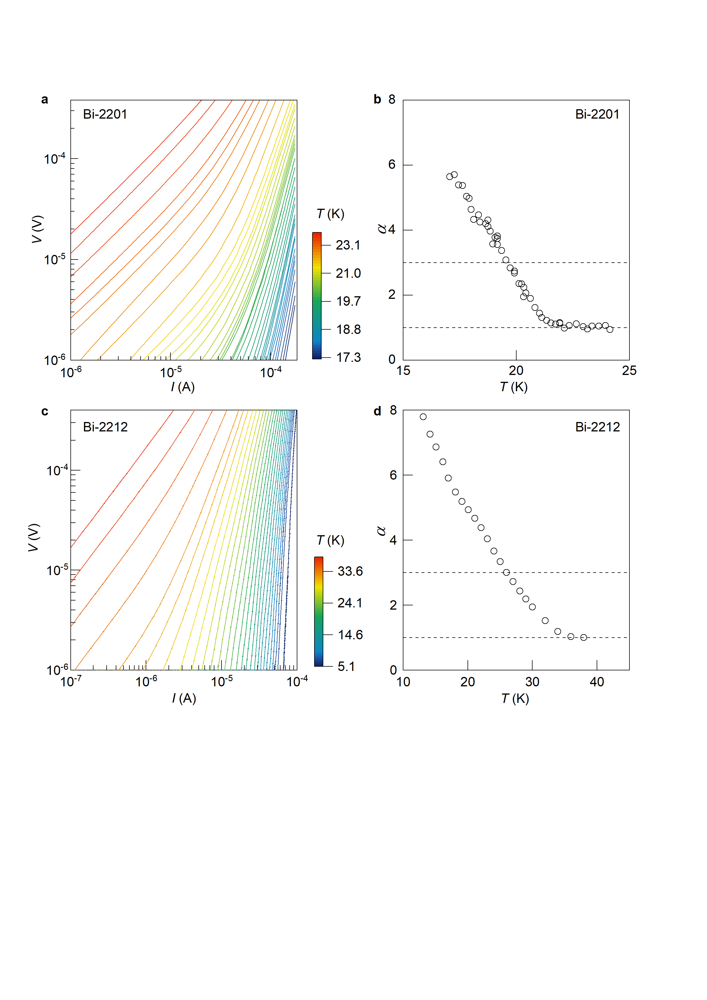 a
Bi-2201
10-4
10-5
10-6
V (V)
10-6
10-5
10-4
I (A)
T (K)
23.1
21.0
19.7
18.8
17.3
b
Bi-2201
8
6
4
2
0
α
15
20
25
T (K)
c
Bi-2212
10-4
10-5
10-6
V (V)
10-7
10-6
10-5
10-4
I (A)
T (K)
33.6
24.1
14.6
5.1
d
Bi-2212
8
6
4
2
0
α
10
20
30
40
T (K)